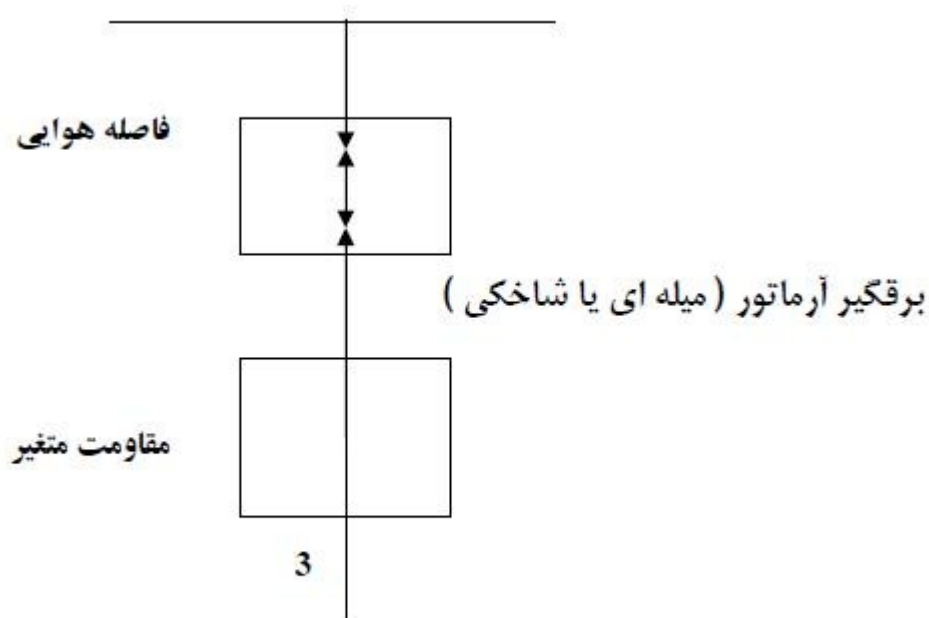 فاصله هوایی
برقگیر آرماتور ( میله ای یا شاخکی )
مقاومت متغیر
3